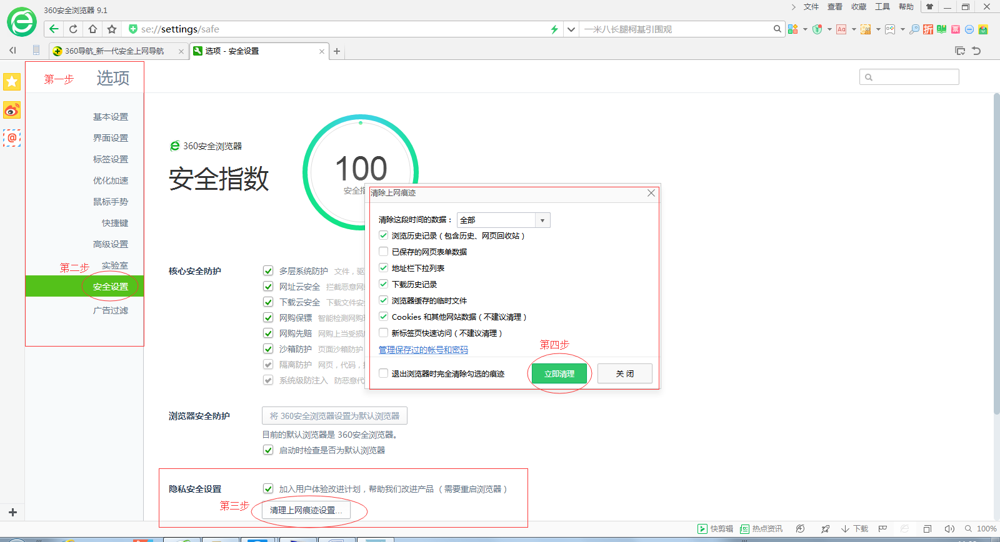 360安全浏览器 9.1
文件 查看 收藏 工具 帮助
se://settings/safe
一米八长腿柯基引围观
360导航_新一代安全上网导航
选项 - 安全设置
第一步
选项
基本设置
界面设置
标签设置
优化加速
鼠标手势
快捷键
高级设置
第二步
实验室
安全设置
广告过滤
360安全浏览器
安全指数
100
安全指
清除上网痕迹
清除这段时间的数据： 全部
浏览历史记录（包含历史、网页回收站）
已保存的网页表单数据
地址栏下拉列表
下载历史记录
浏览器缓存的临时文件
Cookies 和其他网站数据（不建议清理）
新标签页快速访问（不建议清理）
管理保存过的帐号和密码
第四步
退出浏览器时完全清除勾选的痕迹
立即清理
关 闭
核心安全防护
多层系统防护 文件，驱
网址云安全 拦截恶意网
下载云安全 下载文件安
网购保镖 智能检测网购
网购先赔 网购上当受损
沙箱防护 页面沙箱防护
隔离防护 网页，代码，
系统级防注入 防恶意代
浏览器安全防护
将 360安全浏览器设置为默认浏览器
目前的默认浏览器是 360安全浏览器。
启动时检查是否为默认浏览器
隐私安全设置
加入用户体验改进计划，帮助我们改进产品 （需要重启浏览器）
第三步
清理上网痕迹设置...
快剪辑
热点资讯
下载
100%